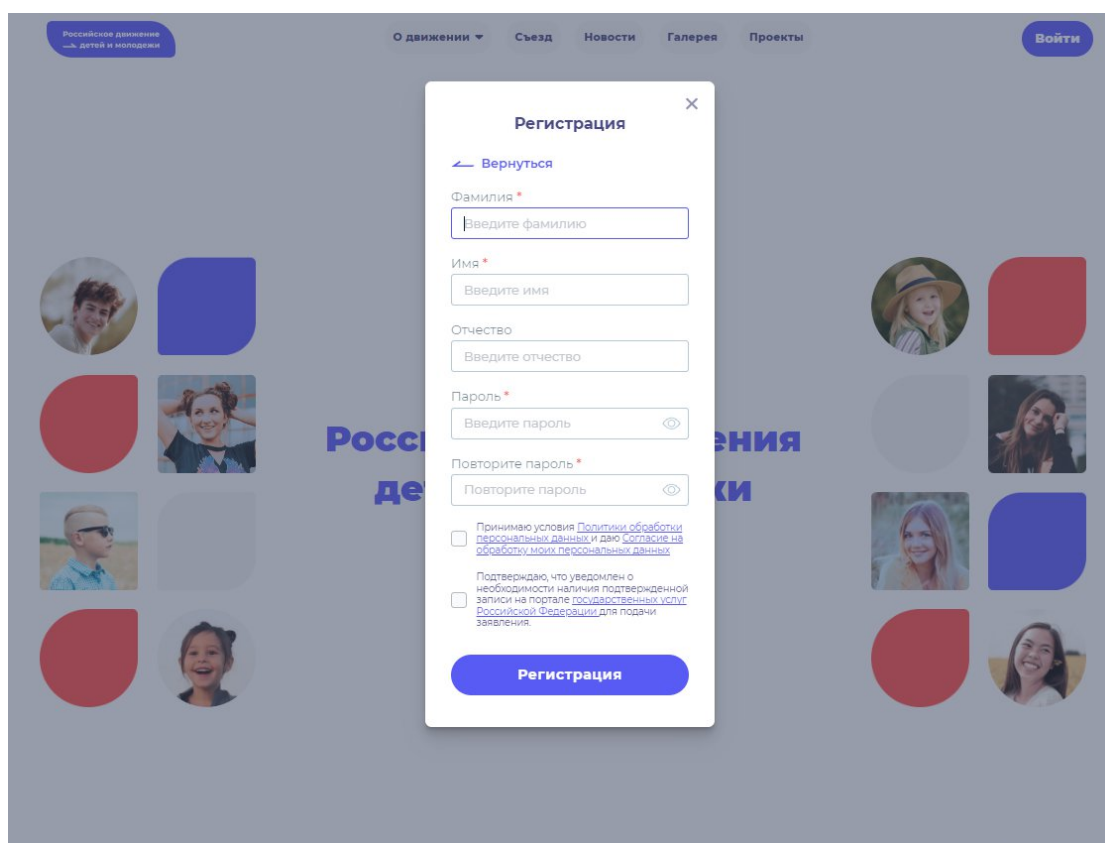 Российское движение
детей и молодежи
О движении
Съезд
Новости
Галерея
Проекты
Войти
Регистрация
Вернуться
Фамилия *
Введите фамилию
Имя *
Введите имя
Отчество
Введите отчество
Пароль *
Введите пароль
Повторите пароль *
Повторите пароль
Принимаю условия Политики обработки
персональных данных и даю Согласие на
обработку моих персональных данных
Подтверждаю, что уведомлен о
необходимости наличия подтвержденной
записи на портале государственных услуг
Российской Федерации для подачи
заявления.
Регистрация